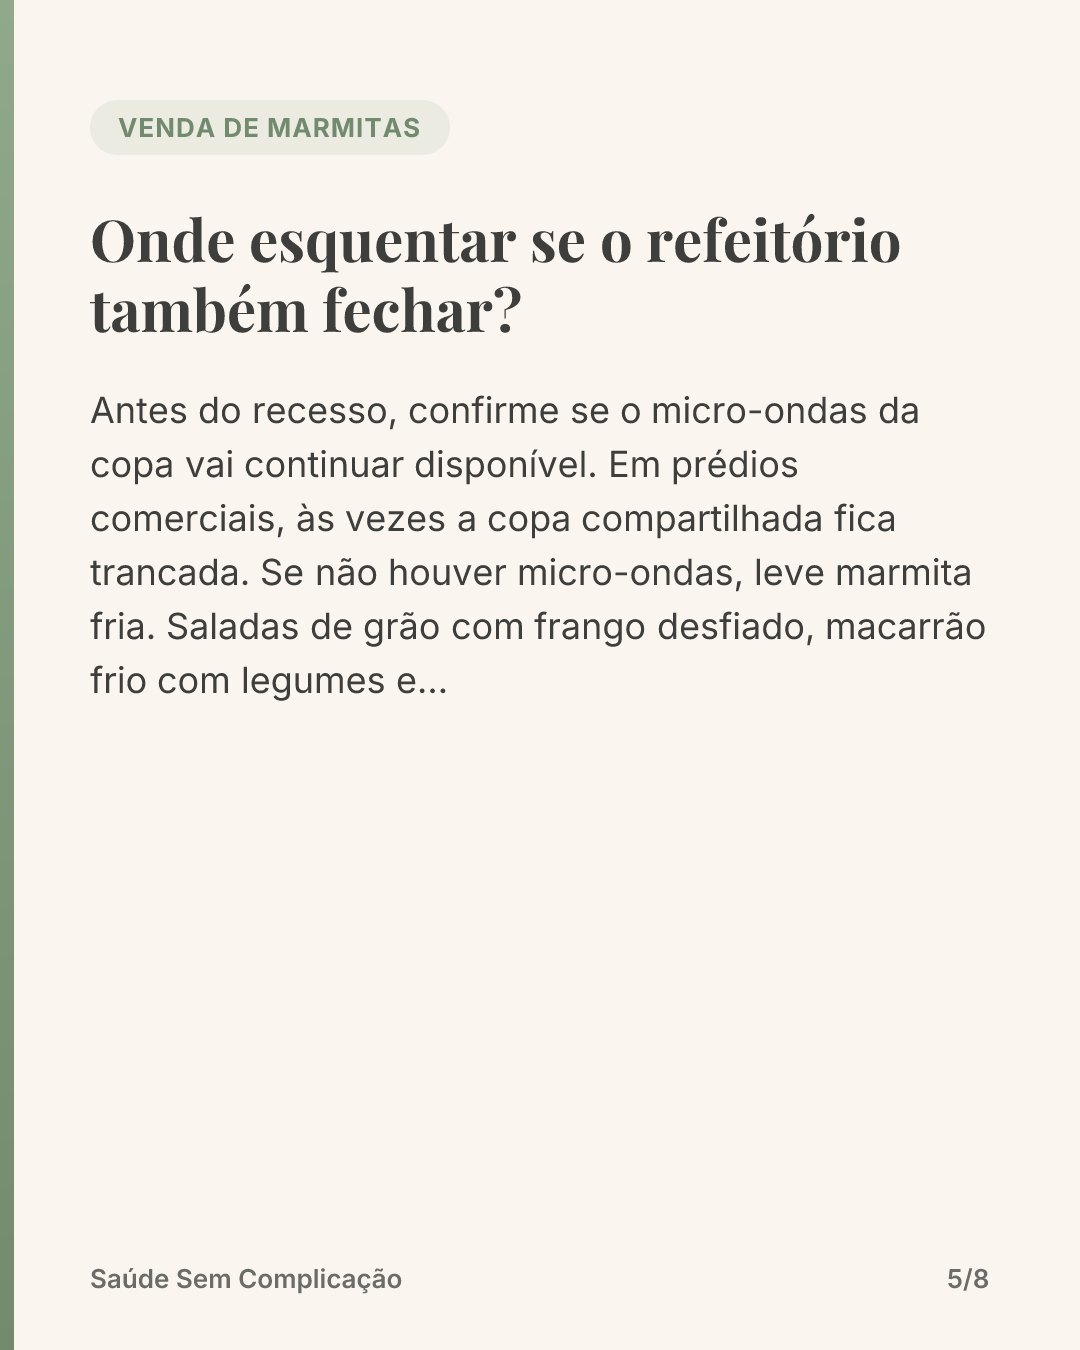 VENDA DE MARMITAS
Onde esquentar se o refeitório
também fechar?
Antes do recesso, confirme se o micro-ondas da
copa vai continuar disponível. Em prédios
comerciais, às vezes a copa compartilhada fica
trancada. Se não houver micro-ondas, leve marmita
fria. Saladas de grão com frango desfiado, macarrão
frio com legumes e...
Saúde Sem Complicação
5/8